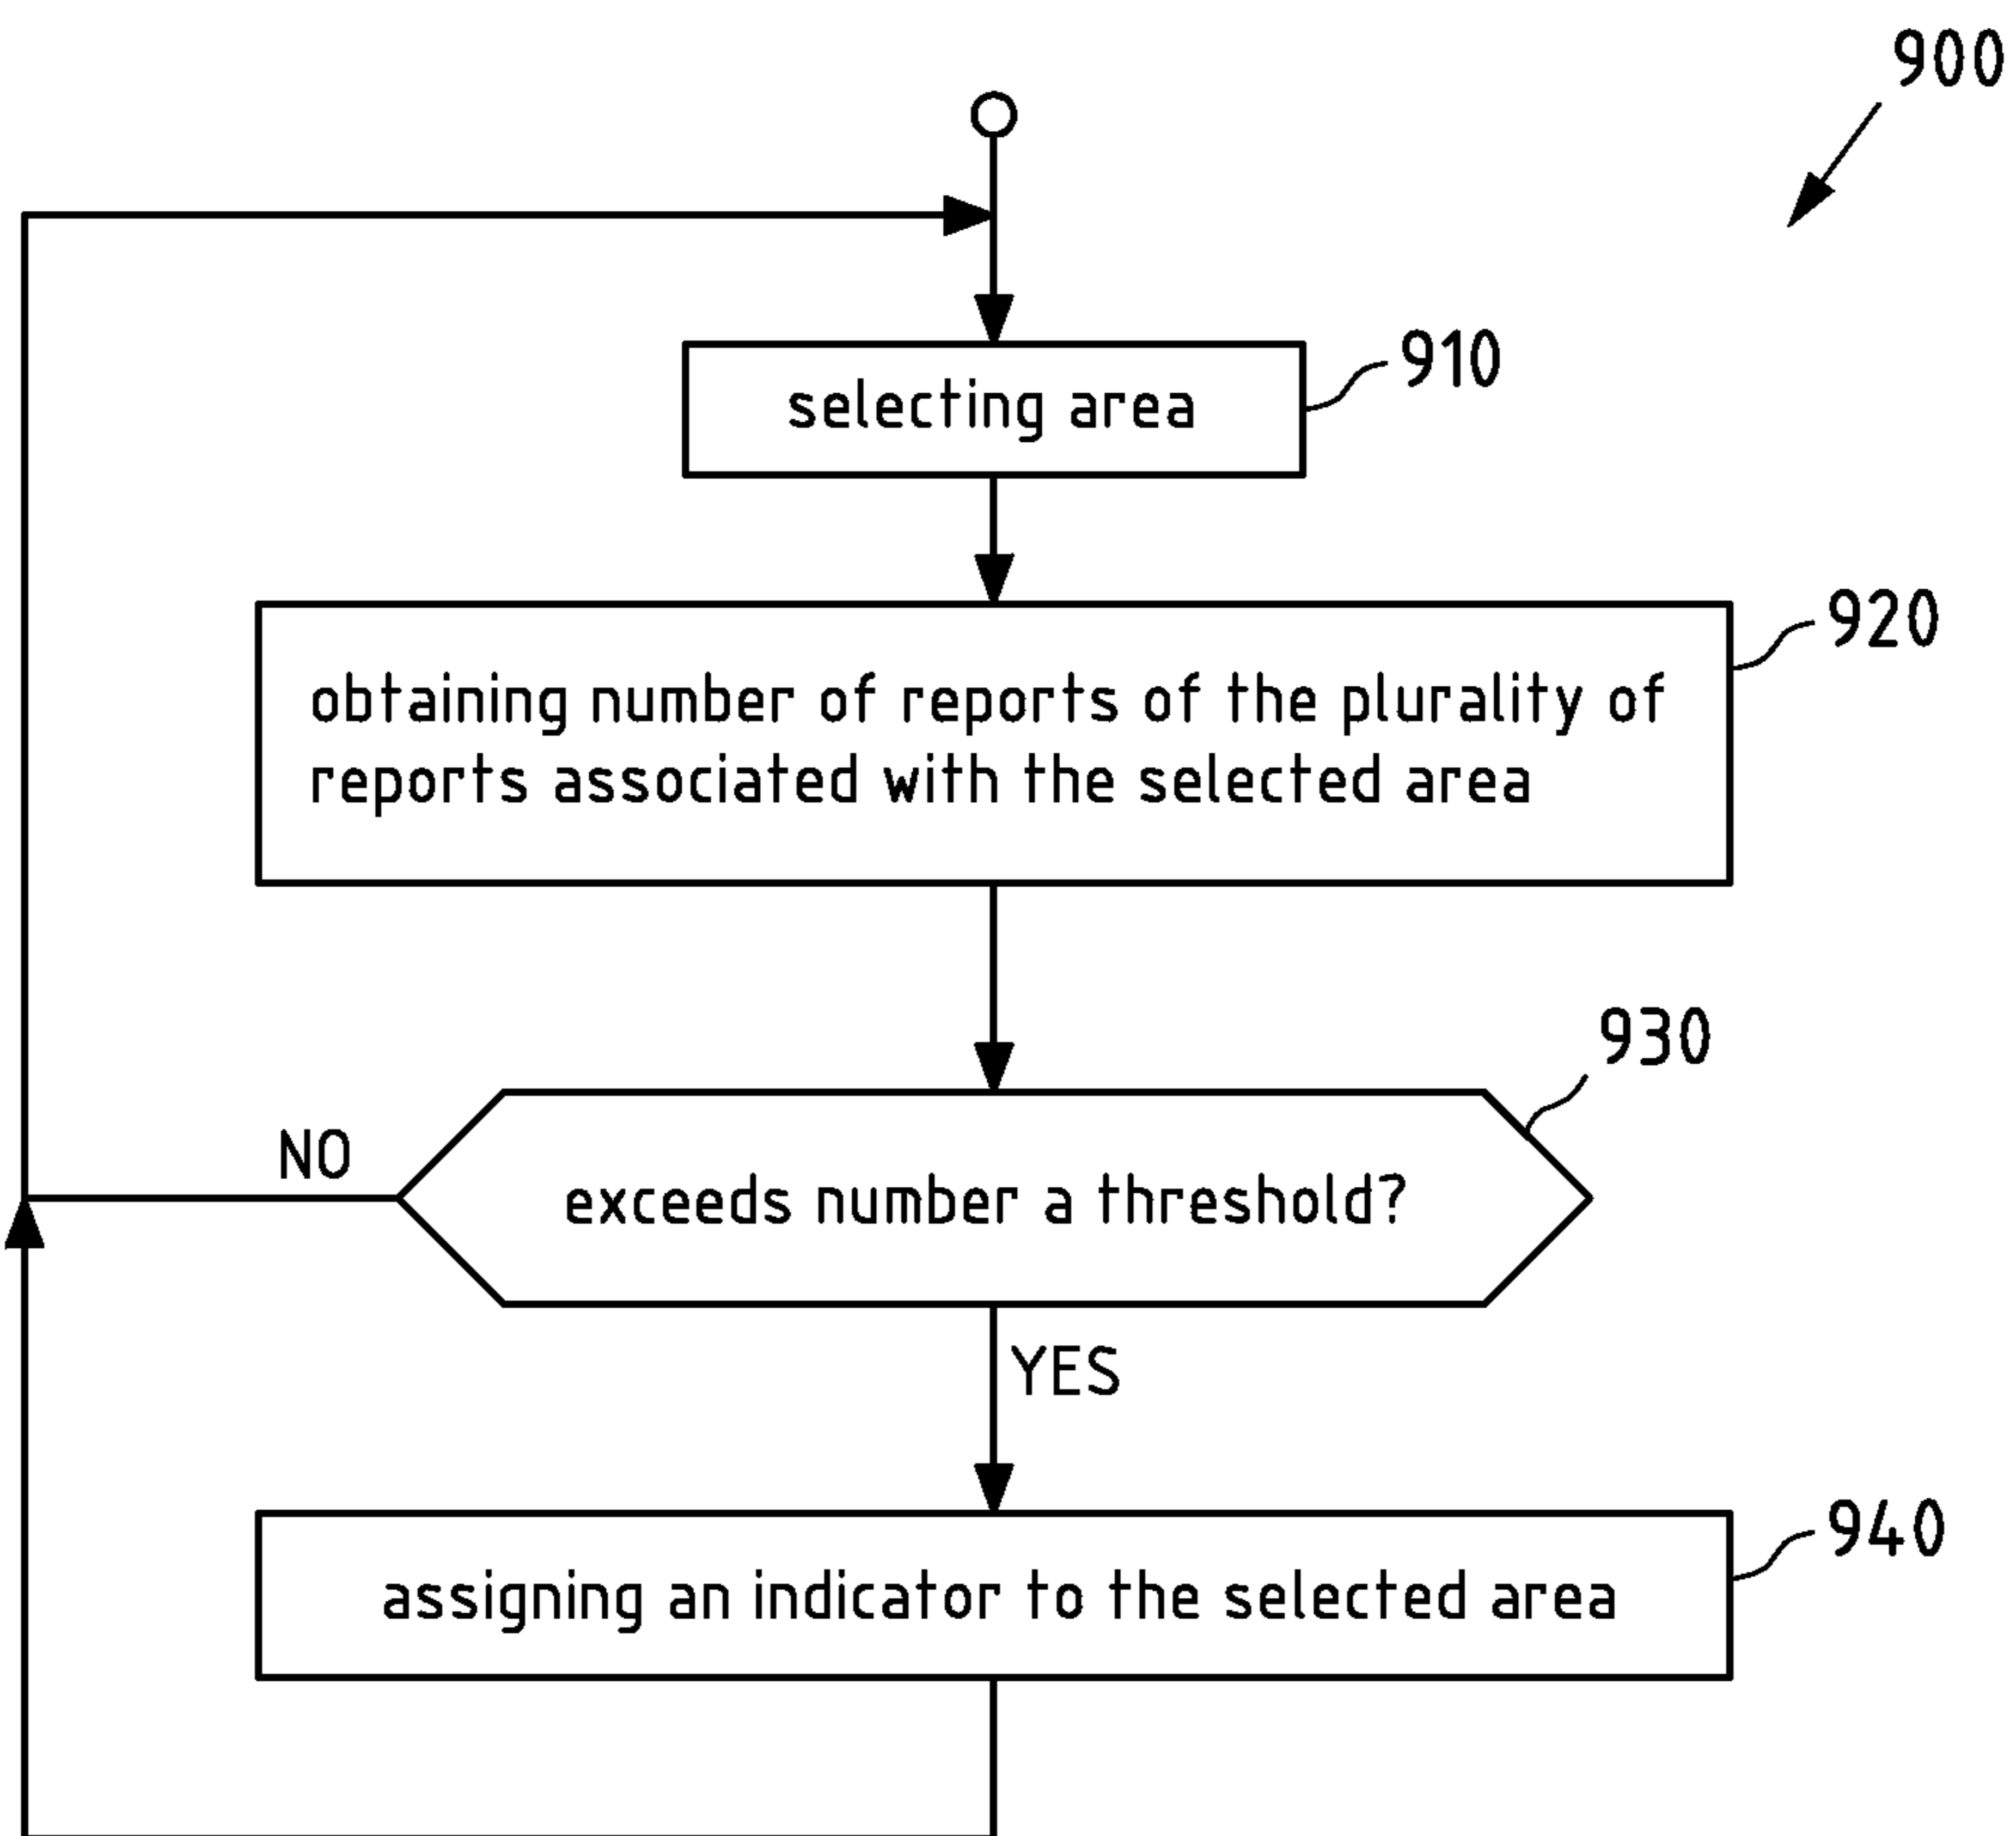 900
selecting area
910
920
obtaining number of reports of the plurality of
reports associated with the selected area
930
NO
exceeds number a threshold?
YES
940
assigning an indicator to the selected area